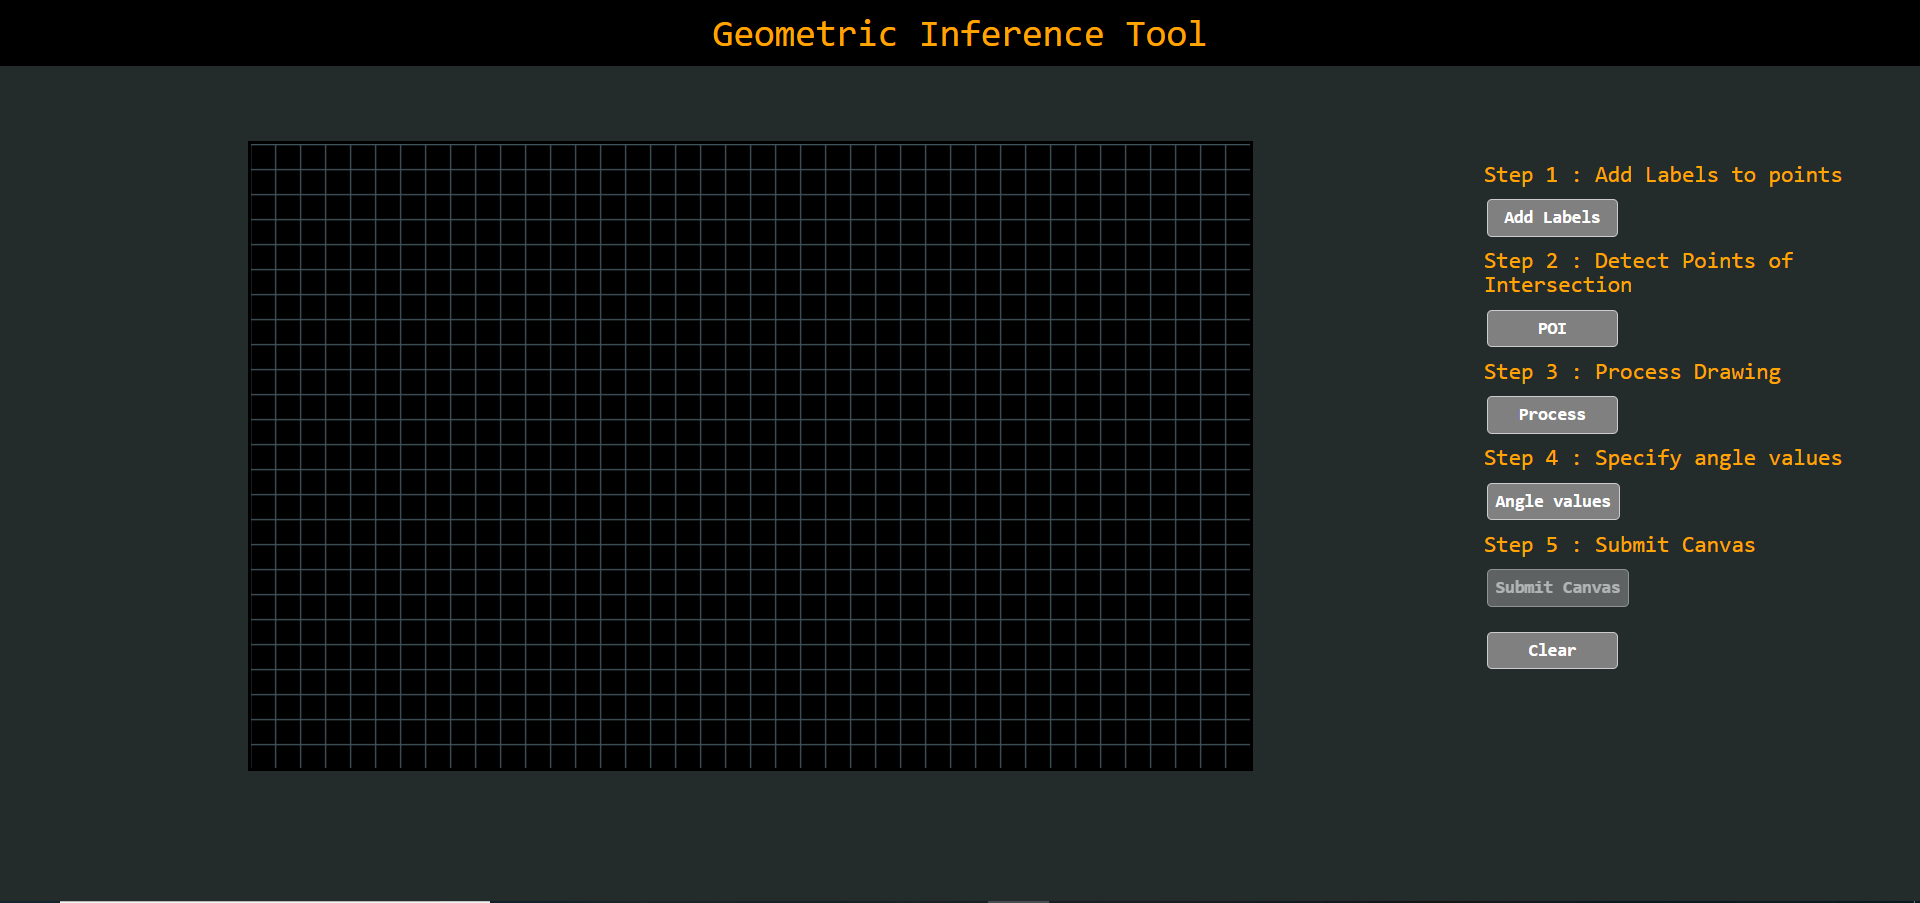 Geometric Inference Tool
Step 1 : Add Labels to points
Add Labels
Step 2 : Detect Points of
Intersection
POI
Step 3 : Process Drawing
Process
Step 4 : Specify angle values
Angle values
Step 5 : Submit Canvas
Submit Canvas
Clear